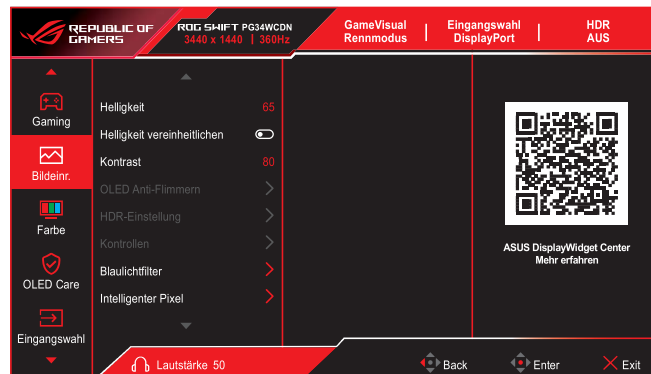 REPUBLIC OF
GAMERS
ROG SWIFT PG34WCDN
3440 x 1440 | 360Hz
GameVisual
Rennmodus
Eingangswahl
DisplayPort
HDR
AUS
Gaming
Bildeinr.
Farbe
OLED Care
Eingangswahl
Helligkeit 65
Helligkeit vereinheitlichen
Kontrast 80
OLED Anti-Flimmern
HDR-Einstellung
Kontrollen
Blaulichtfilter
Intelligenter Pixel
ASUS DisplayWidget Center
Mehr erfahren
Lautstärke 50
Back
Enter
Exit